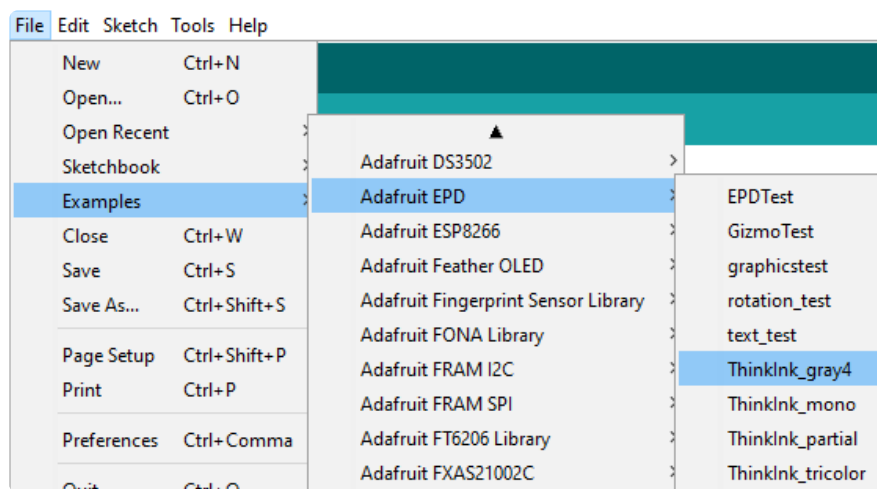 File Edit Sketch Tools Help
New Ctrl+N
Open... Ctrl+O
Open Recent
Sketchbook
Examples
Close Ctrl+W
Save Ctrl+S
Save As... Ctrl+Shift+S
Page Setup Ctrl+Shift+P
Print Ctrl+P
Preferences Ctrl+Comma
Quit Ctrl+Q
Adafruit DS3502
Adafruit EPD
Adafruit ESP8266
Adafruit Feather OLED
Adafruit Fingerprint Sensor Library
Adafruit FONA Library
Adafruit FRAM I2C
Adafruit FRAM SPI
Adafruit FT6206 Library
Adafruit FXAS21002C
EPDTest
GizmoTest
graphicstest
rotation_test
text_test
ThinkInk_gray4
ThinkInk_mono
ThinkInk_partial
ThinkInk_tricolor